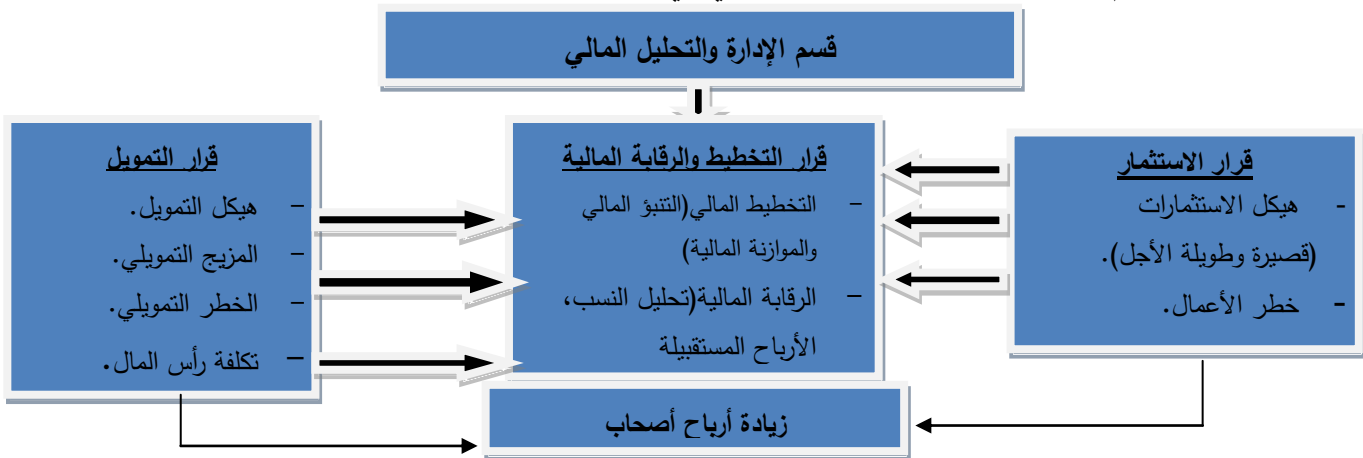 قسم الإدارة والتحليل المالي
قرار الاستثمار
- هيكل الاستثمارات
(قصيرة وطويلة الأجل).
- خطر الأعمال.
قرار التخطيط والرقابة المالية
- التخطيط المالي(التنبؤ المالي
والموازنة المالية)
- الرقابة المالية(تحليل النسب،
الأرباح المستقبيلة
قرار التمويل
- هيكل التمويل.
- المزيج التمويلي.
- الخطر التمويلي.
- تكلفة رأس المال.
زيادة أرباح أصحاب